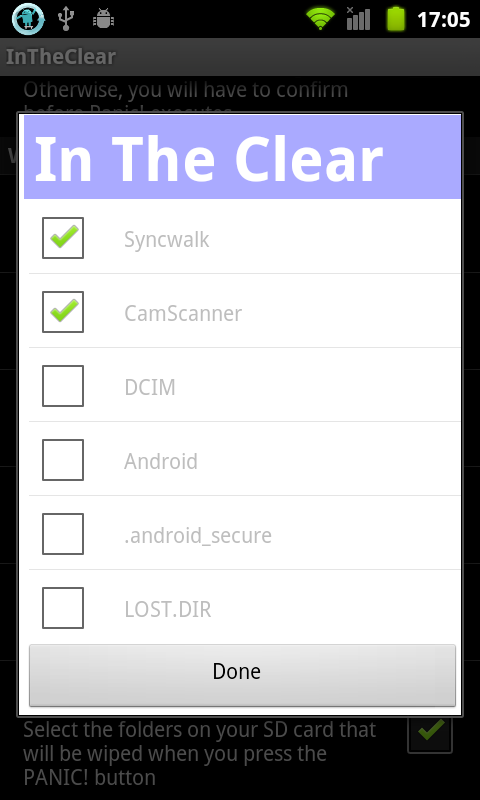 17:05
InTheClear
Otherwise, you will have to confirm
before Panic! executes
In The Clear
Syncwalk
CamScanner
DCIM
Android
.android_secure
LOST.DIR
Done
Select the folders on your SD card that
will be wiped when you press the
PANIC! button